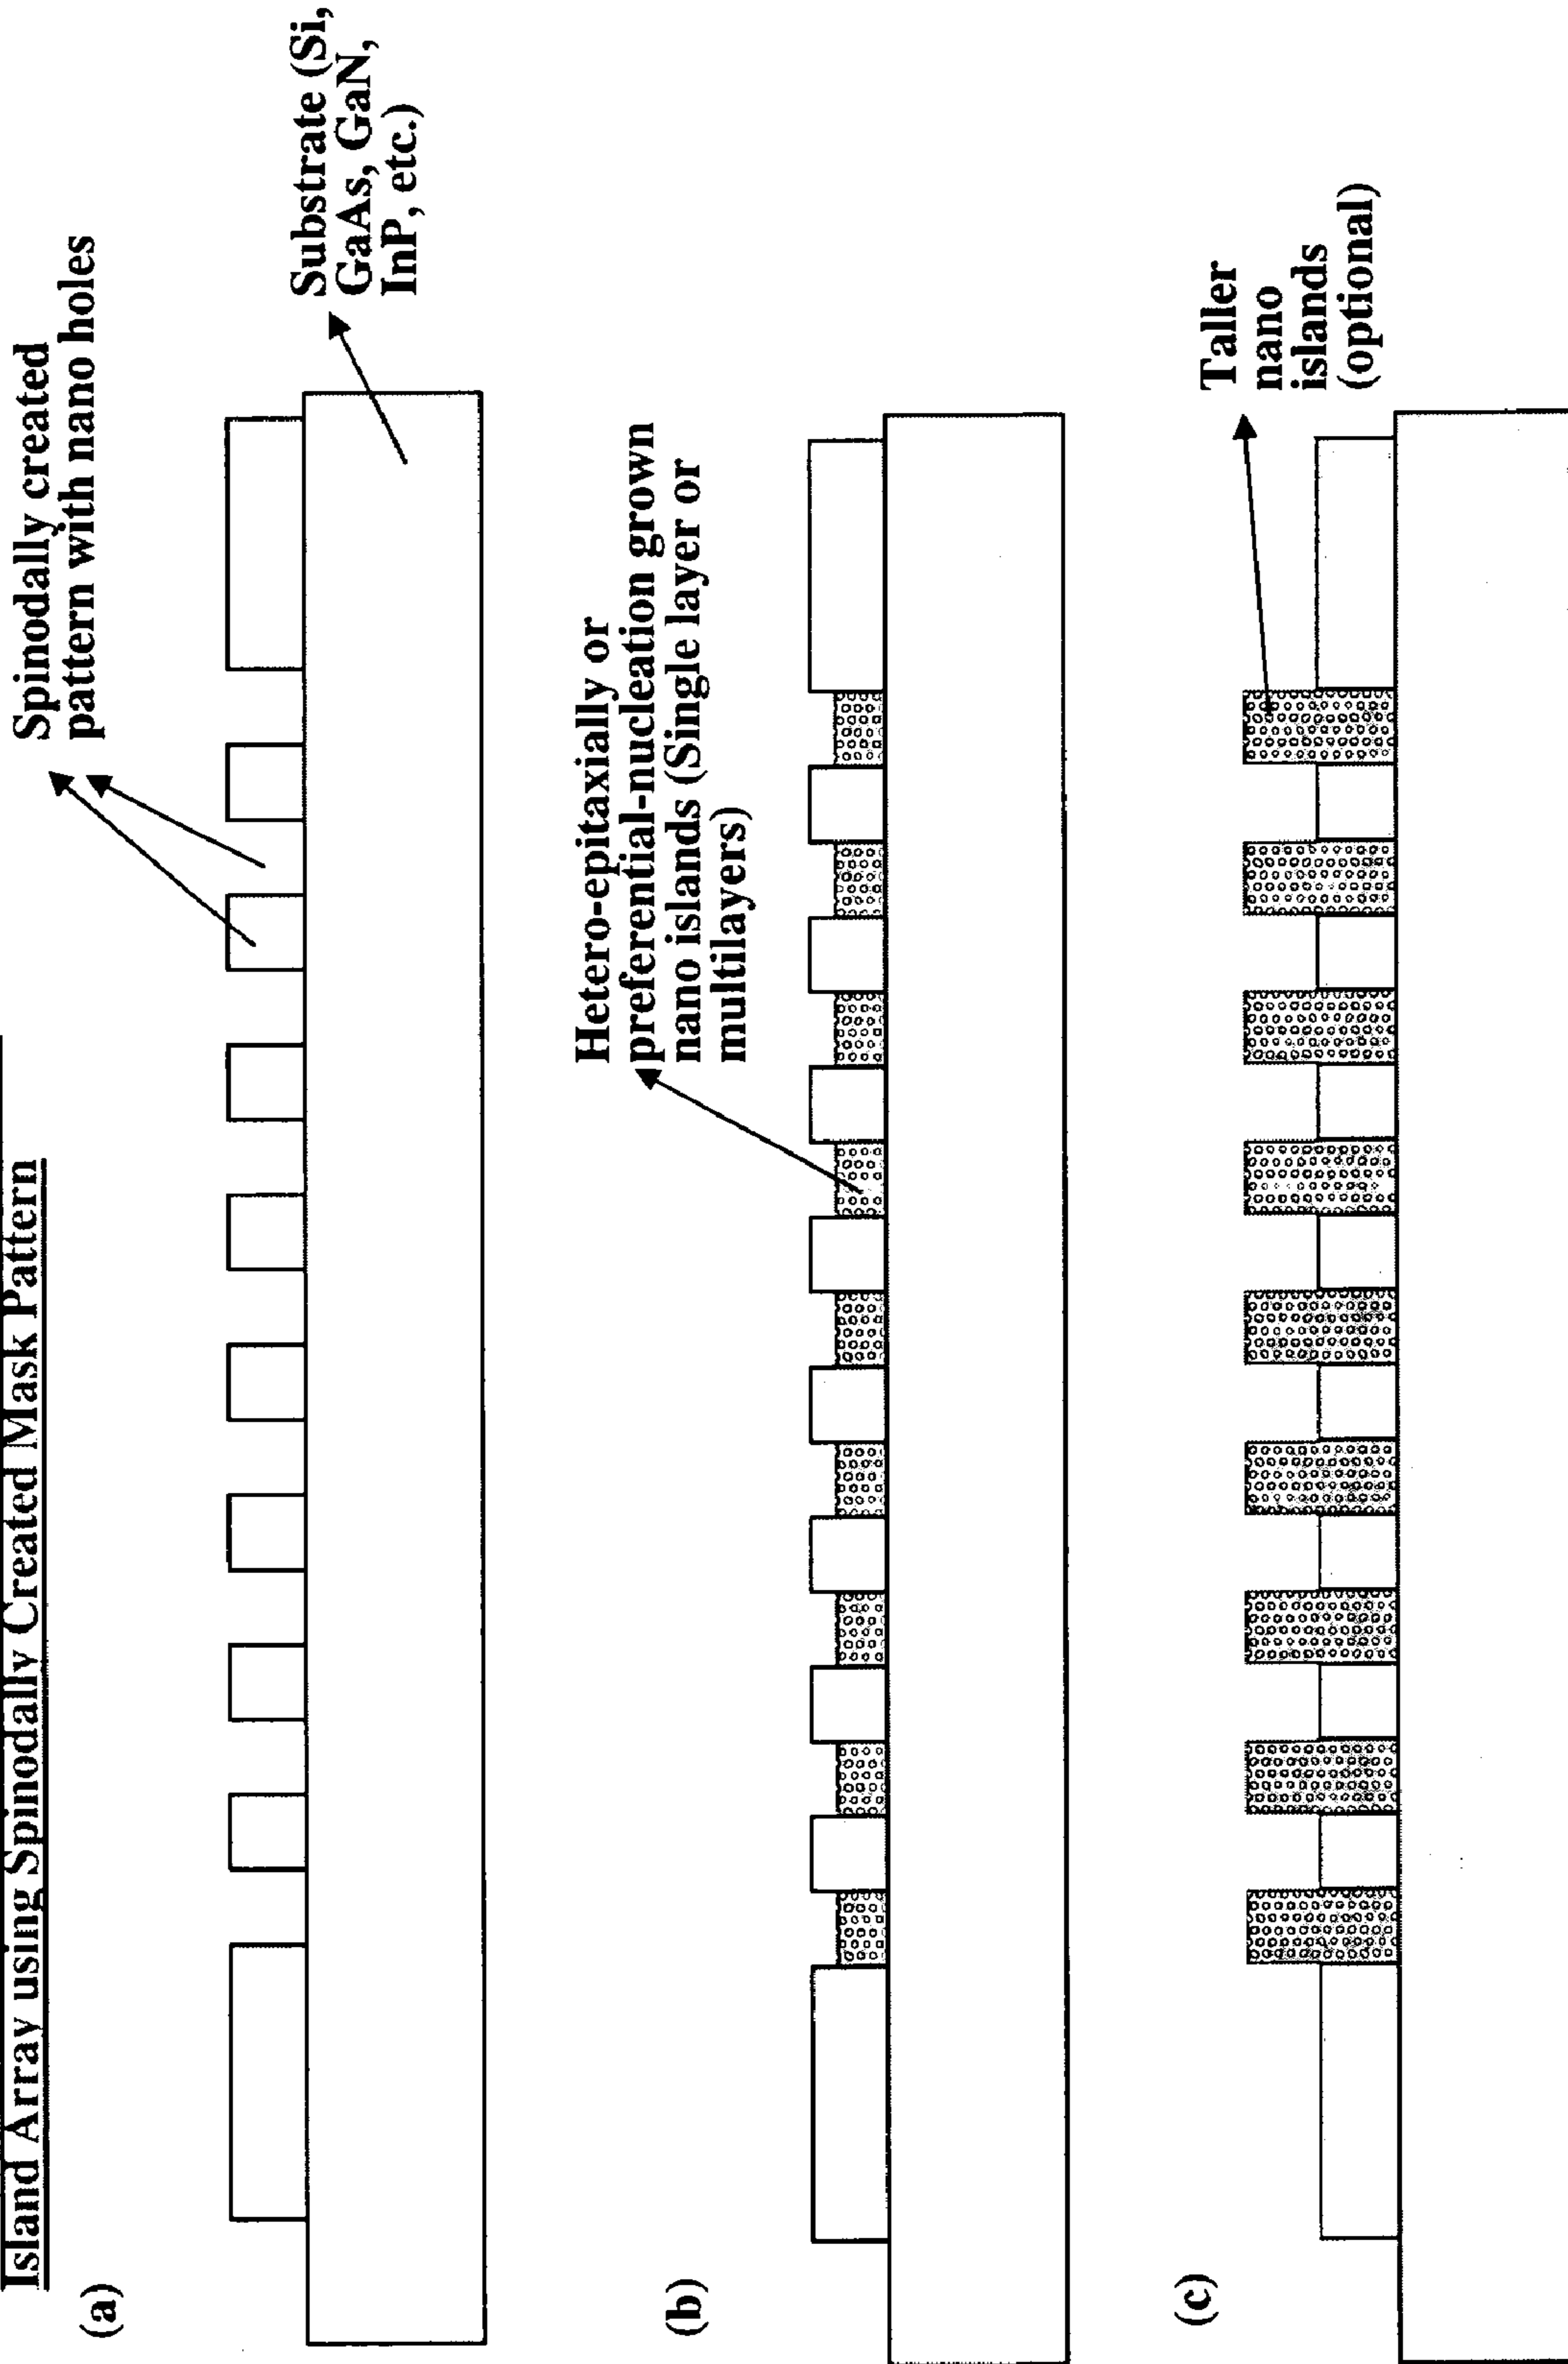 Island Array using Spinodally Created Mask Pattern
(a)
Spinodally created
pattern with nano holes
Substrate (Si,
GaAs, GaN,
InP, etc.)
(b)
Hetero-epitaxially or
preferential-nucleation grown
nano islands (Single layer or
multilayers)
(c)
Taller
nano
islands
(optional)